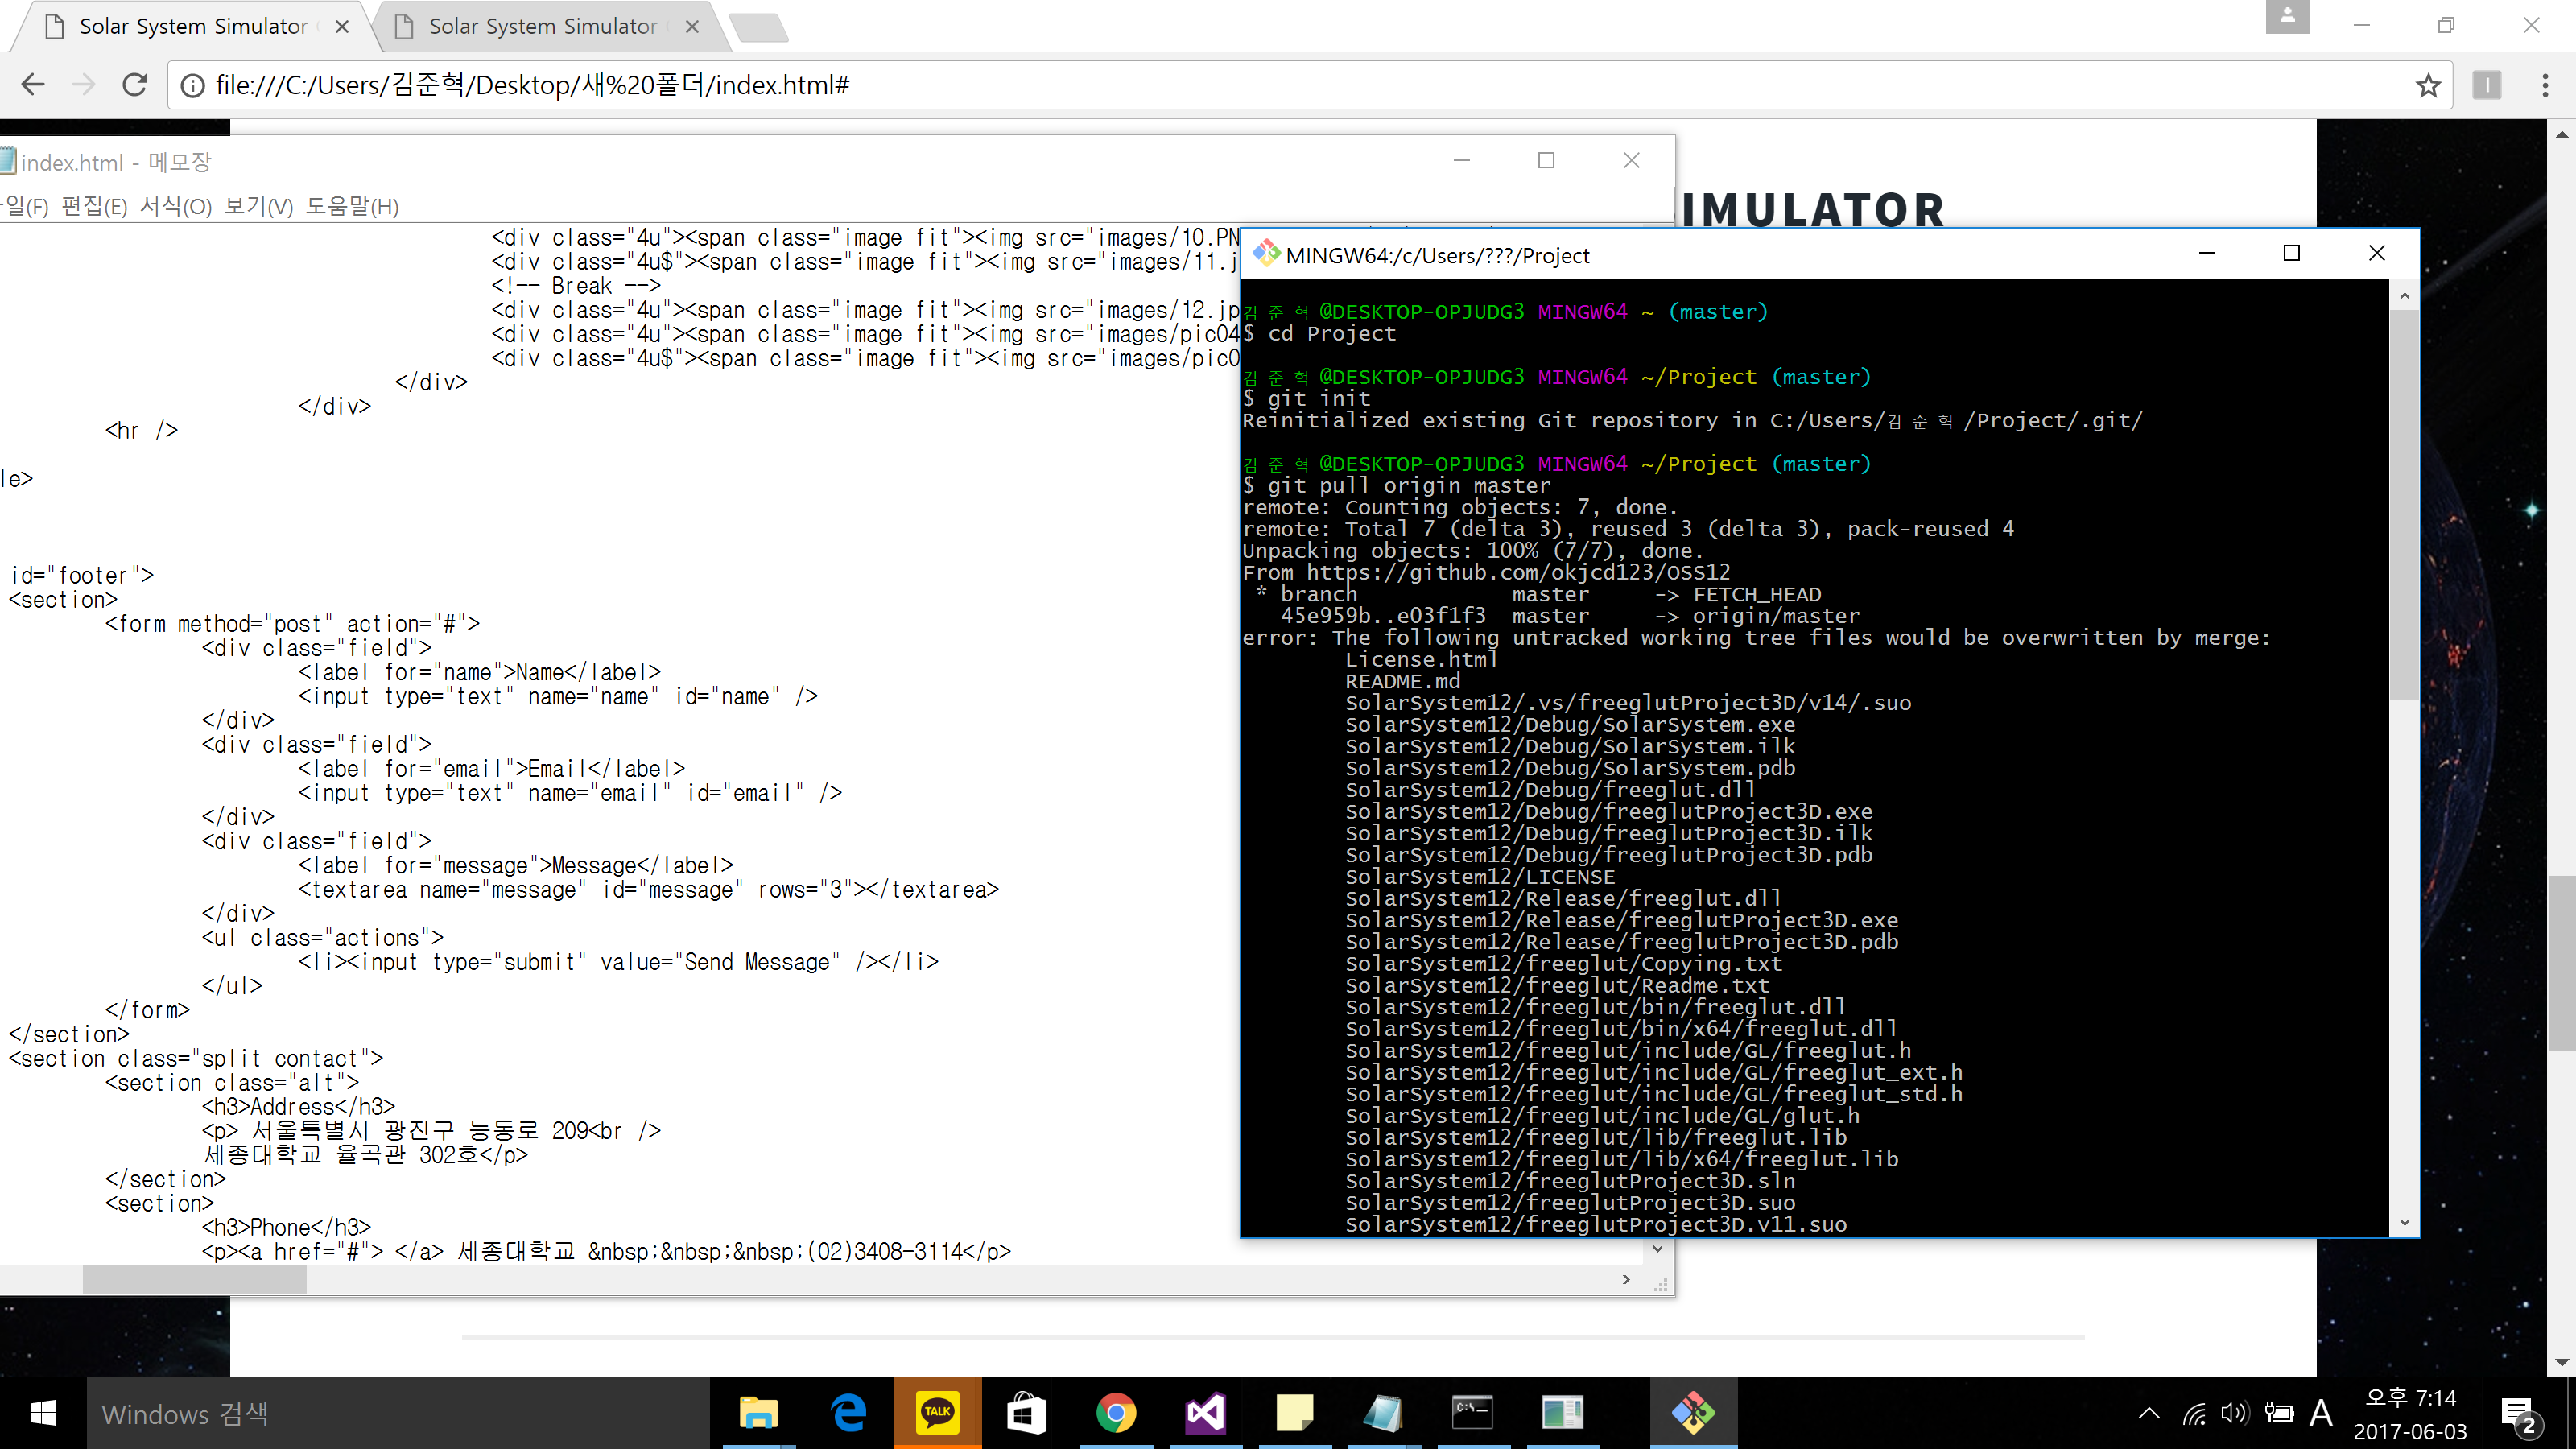 Solar System Simulator
Solar System Simulator
file:///C:/Users/김준혁/Desktop/새%20폴더/index.html#
index.html - 메모장
일(F) 편집(E) 서식(O) 보기(V) 도움말(H)
IMULATOR
<div class="4u"><span class="image fit"><img src="images/10.PN
<div class="4u$"><span class="image fit"><img src="images/11.j
<!-- Break -->
<div class="4u"><span class="image fit"><img src="images/12.jp
<div class="4u"><span class="image fit"><img src="images/pic04
<div class="4u$"><span class="image fit"><img src="images/pic0
</div>
</div>
<hr />
le>
id="footer">
<section>
<form method="post" action="#">
<div class="field">
<label for="name">Name</label>
<input type="text" name="name" id="name" />
</div>
<div class="field">
<label for="email">Email</label>
<input type="text" name="email" id="email" />
</div>
<div class="field">
<label for="message">Message</label>
<textarea name="message" id="message" rows="3"></textarea>
</div>
<ul class="actions">
<li><input type="submit" value="Send Message" /></li>
</ul>
</form>
</section>
<section class="split contact">
<section class="alt">
<h3>Address</h3>
<p> 서울특별시 광진구 능동로 209<br />
세종대학교 율곡관 302호</p>
</section>
<section>
<h3>Phone</h3>
<p><a href="#"> </a> 세종대학교 &nbsp;&nbsp;&nbsp;(02)3408-3114</p>
MINGW64:/c/Users/???/Project
김준혁@DESKTOP-OPJUDG3 MINGW64 ~ (master)
$ cd Project
김준혁@DESKTOP-OPJUDG3 MINGW64 ~/Project (master)
$ git init
Reinitialized existing Git repository in C:/Users/김준혁/Project/.git/
김준혁@DESKTOP-OPJUDG3 MINGW64 ~/Project (master)
$ git pull origin master
remote: Counting objects: 7, done.
remote: Total 7 (delta 3), reused 3 (delta 3), pack-reused 4
Unpacking objects: 100% (7/7), done.
From https://github.com/okjcd123/OSS12
* branch master -> FETCH_HEAD
45e959b..e03f1f3 master -> origin/master
error: The following untracked working tree files would be overwritten by merge:
License.html
README.md
SolarSystem12/.vs/freeglutProject3D/v14/.suo
SolarSystem12/Debug/SolarSystem.exe
SolarSystem12/Debug/SolarSystem.ilk
SolarSystem12/Debug/SolarSystem.pdb
SolarSystem12/Debug/freeglut.dll
SolarSystem12/Debug/freeglutProject3D.exe
SolarSystem12/Debug/freeglutProject3D.ilk
SolarSystem12/Debug/freeglutProject3D.pdb
SolarSystem12/LICENSE
SolarSystem12/Release/freeglut.dll
SolarSystem12/Release/freeglutProject3D.exe
SolarSystem12/Release/freeglutProject3D.pdb
SolarSystem12/freeglut/Copying.txt
SolarSystem12/freeglut/Readme.txt
SolarSystem12/freeglut/bin/freeglut.dll
SolarSystem12/freeglut/bin/x64/freeglut.dll
SolarSystem12/freeglut/include/GL/freeglut.h
SolarSystem12/freeglut/include/GL/freeglut_ext.h
SolarSystem12/freeglut/include/GL/freeglut_std.h
SolarSystem12/freeglut/include/GL/glut.h
SolarSystem12/freeglut/lib/freeglut.lib
SolarSystem12/freeglut/lib/x64/freeglut.lib
SolarSystem12/freeglutProject3D.sln
SolarSystem12/freeglutProject3D.suo
SolarSystem12/freeglutProject3D.v11.suo
Windows 검색
TALK
C:\
A
오후 7:14
2017-06-03
2